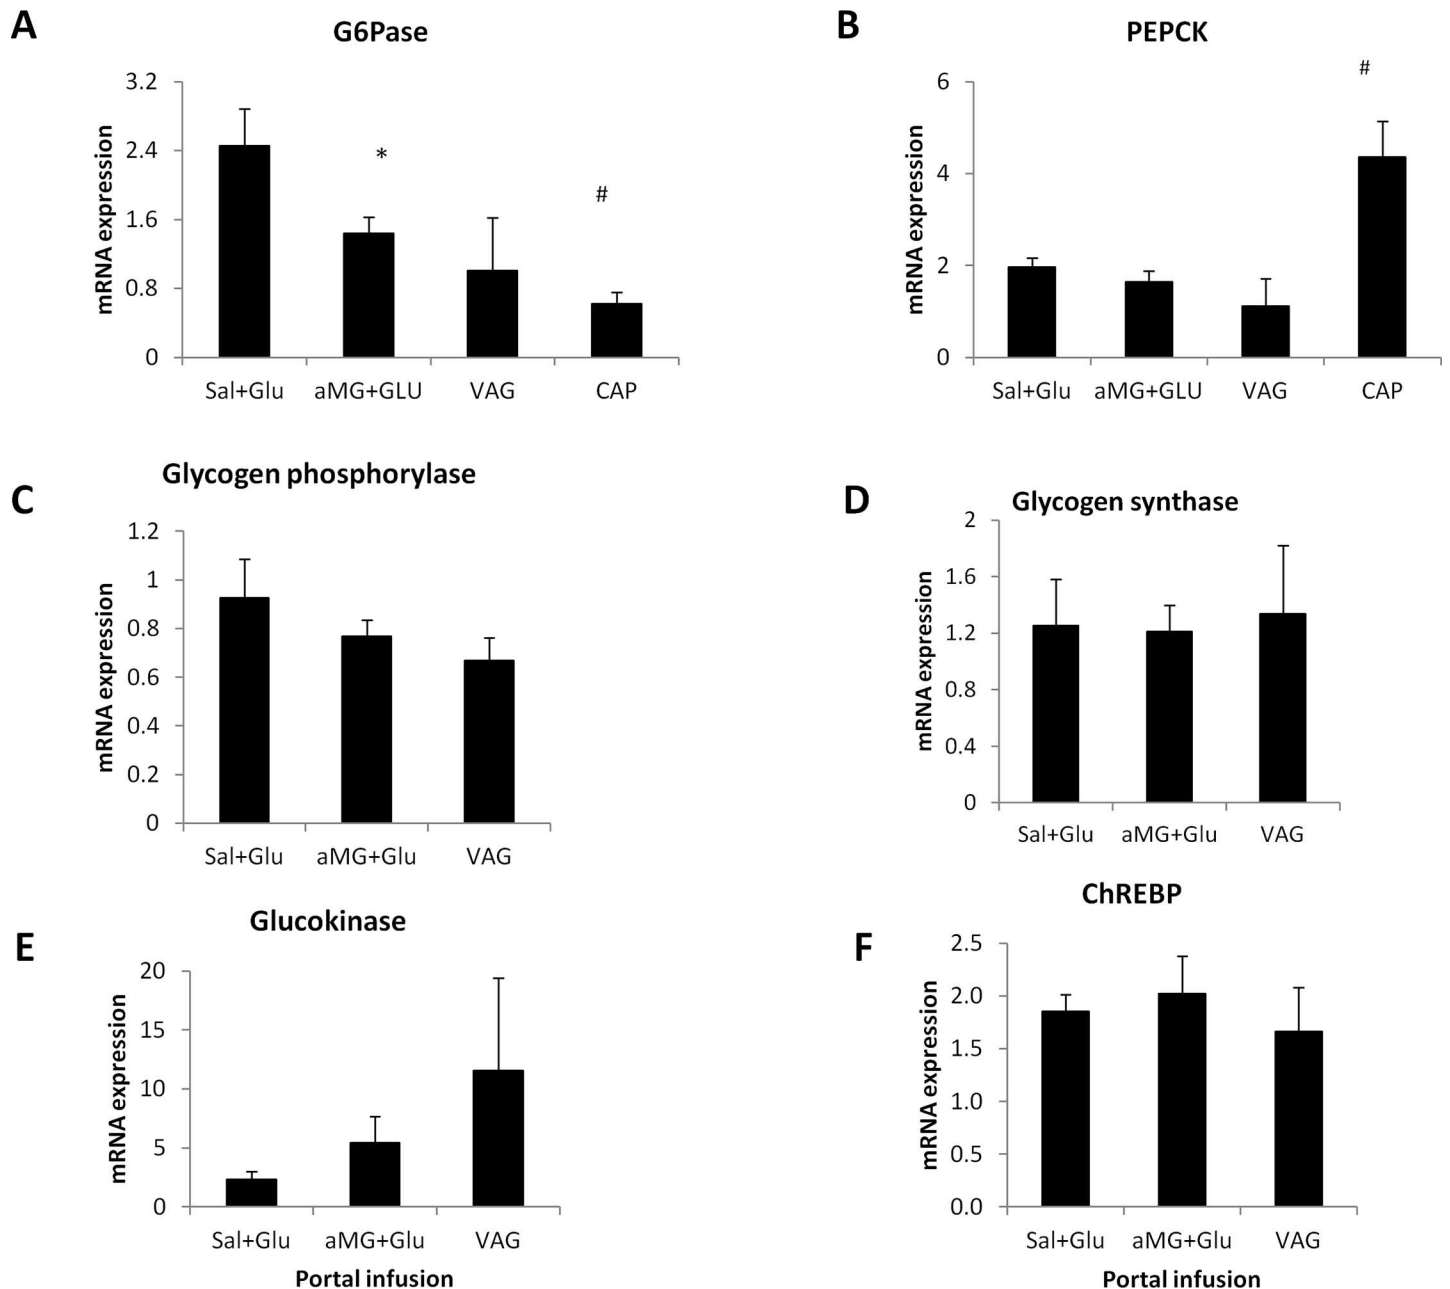 A
G6Pase
mRNA expression
3.2
2.4
1.6
0.8
0
*
#
Sal+Glu aMG+GLU VAG CAP
B
PEPCK
mRNA expression
6
4
2
0
#
Sal+Glu aMG+GLU VAG CAP
C
Glycogen phosphorylase
mRNA expression
1.2
1
0.8
0.6
0.4
0.2
0
Sal+Glu aMG+Glu VAG
D
Glycogen synthase
mRNA expression
2
1.6
1.2
0.8
0.4
0
Sal+Glu aMG+Glu VAG
E
Glucokinase
mRNA expression
20
15
10
5
0
Sal+Glu aMG+Glu VAG
Portal infusion
F
ChREBP
mRNA expression
2.5
2.0
1.5
1.0
0.5
0.0
Sal+Glu aMG+Glu VAG
Portal infusion